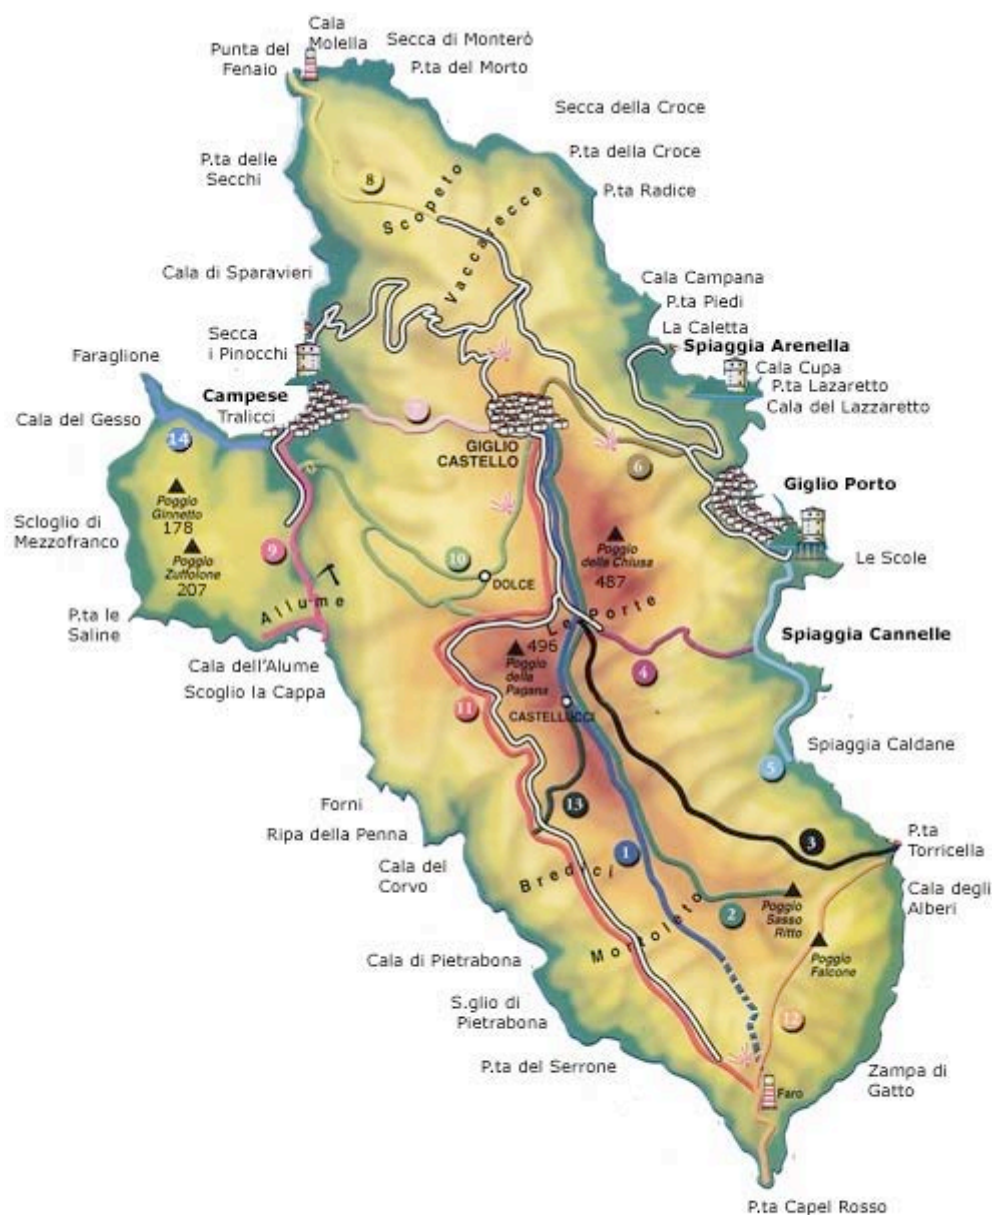 Cala
Molella
Punta del
Fenaio
Secca di Monterò
P.ta del Morto
Secca della Croce
P.ta della Croce
P.ta Radice
P.ta delle
Secchi
8
Scopeto
Vaccarecce
Cala di Sparavieri
Cala Campana
P.ta Piedi
La Caletta
Spiaggia Arenella
Cala Cupa
P.ta Lazaretto
Cala del Lazzaretto
Secca
i Pinocchi
Faraglione
Campese
Tralicci
Cala del Gesso
14
GIGLIO
CASTELLO
6
Giglio Porto
Le Scole
Poggio
Ginnetto
178
Poggio
Zuffolone
207
Scloglio di
Mezzofranco
9
10
DOLCE
Poggio
della Chiusa
487
Allume
Le Porte
P.ta le
Saline
Cala dell'Alume
Scoglio la Cappa
496
Poggio
della
Pagana
4
Spiaggia Cannelle
11
CASTELLUCCI
Spiaggia Caldane
5
Forni
Ripa della Penna
Cala del
Corvo
13
1
3
P.ta
Torricella
Bredici
Mortoleto
2
Poggio
Sasso
Ritto
Cala degli
Alberi
Poggio
Falcone
Cala di Pietrabona
S.glio di
Pietrabona
12
P.ta del Serrone
Zampa di
Gatto
Faro
P.ta Capel Rosso